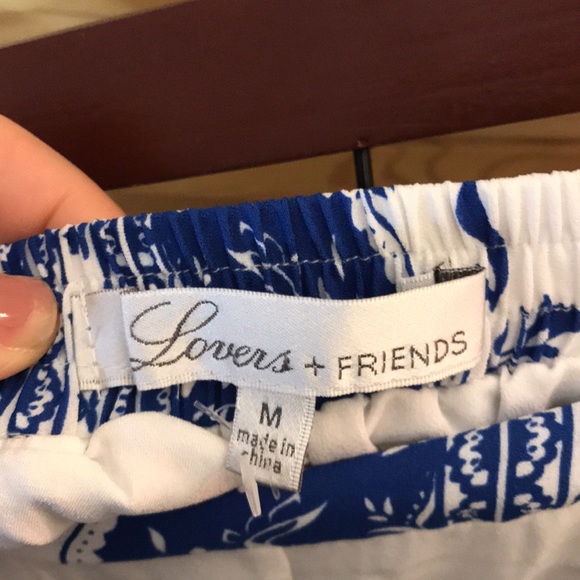 Lovers + FRIENDS
M
made in
china